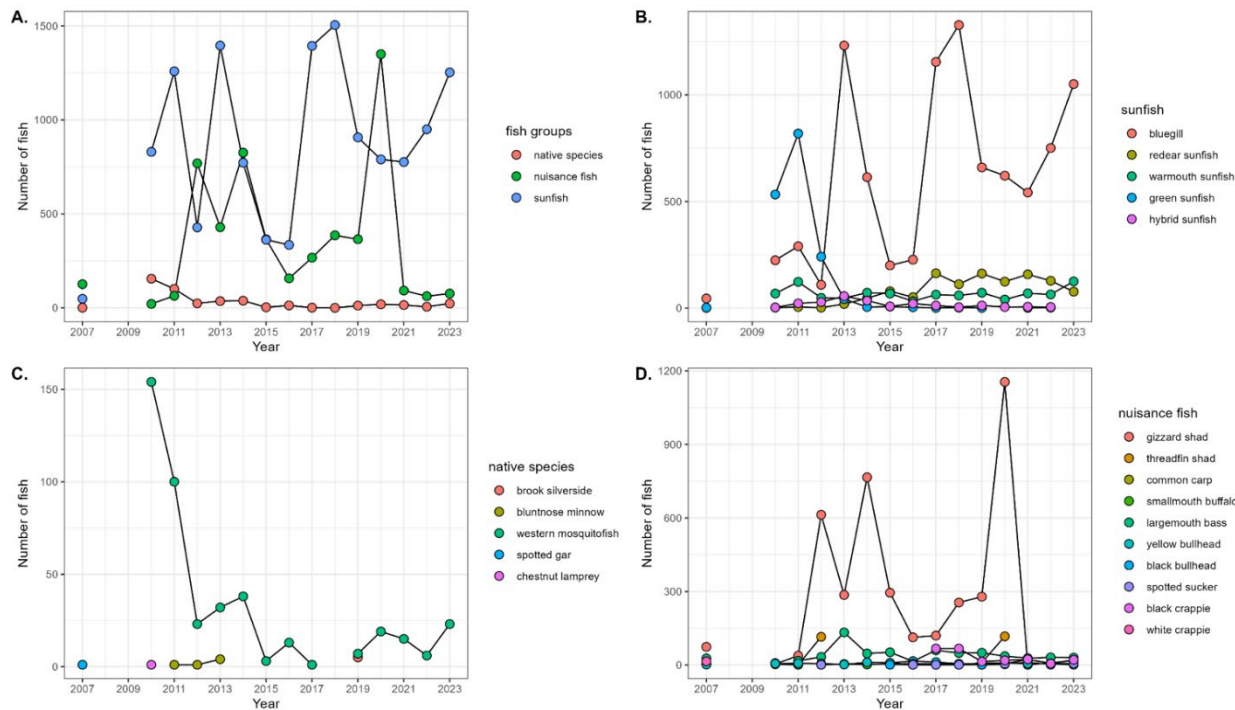 A.
1500
1000
500
0
Number of fish
2007
2009
2011
2013
2015
2017
2019
2021
2023
Year
fish groups
native species
nuisance fish
sunfish
B.
1000
500
0
Number of fish
2007
2009
2011
2013
2015
2017
2019
2021
2023
Year
sunfish
bluegill
redear sunfish
warmouth sunfish
green sunfish
hybrid sunfish
C.
150
100
50
0
Number of fish
2007
2009
2011
2013
2015
2017
2019
2021
2023
Year
native species
brook silverside
bluntnose minnow
western mosquitofish
spotted gar
chestnut lamprey
D.
1200
900
600
300
0
Number of fish
2007
2009
2011
2013
2015
2017
2019
2021
2023
Year
nuisance fish
gizzard shad
threadfin shad
common carp
smallmouth buffalo
largemouth bass
yellow bullhead
black bullhead
spotted sucker
black crappie
white crappie